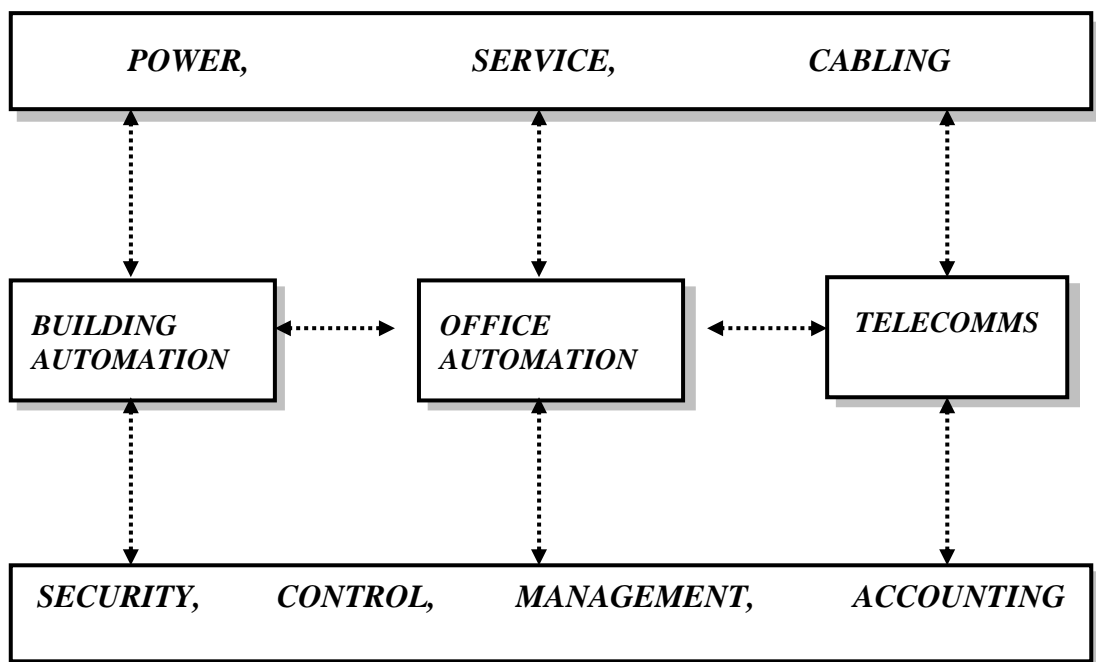 POWER, SERVICE, CABLING
BUILDING
AUTOMATION
OFFICE
AUTOMATION
TELECOMMS
SECURITY, CONTROL, MANAGEMENT, ACCOUNTING